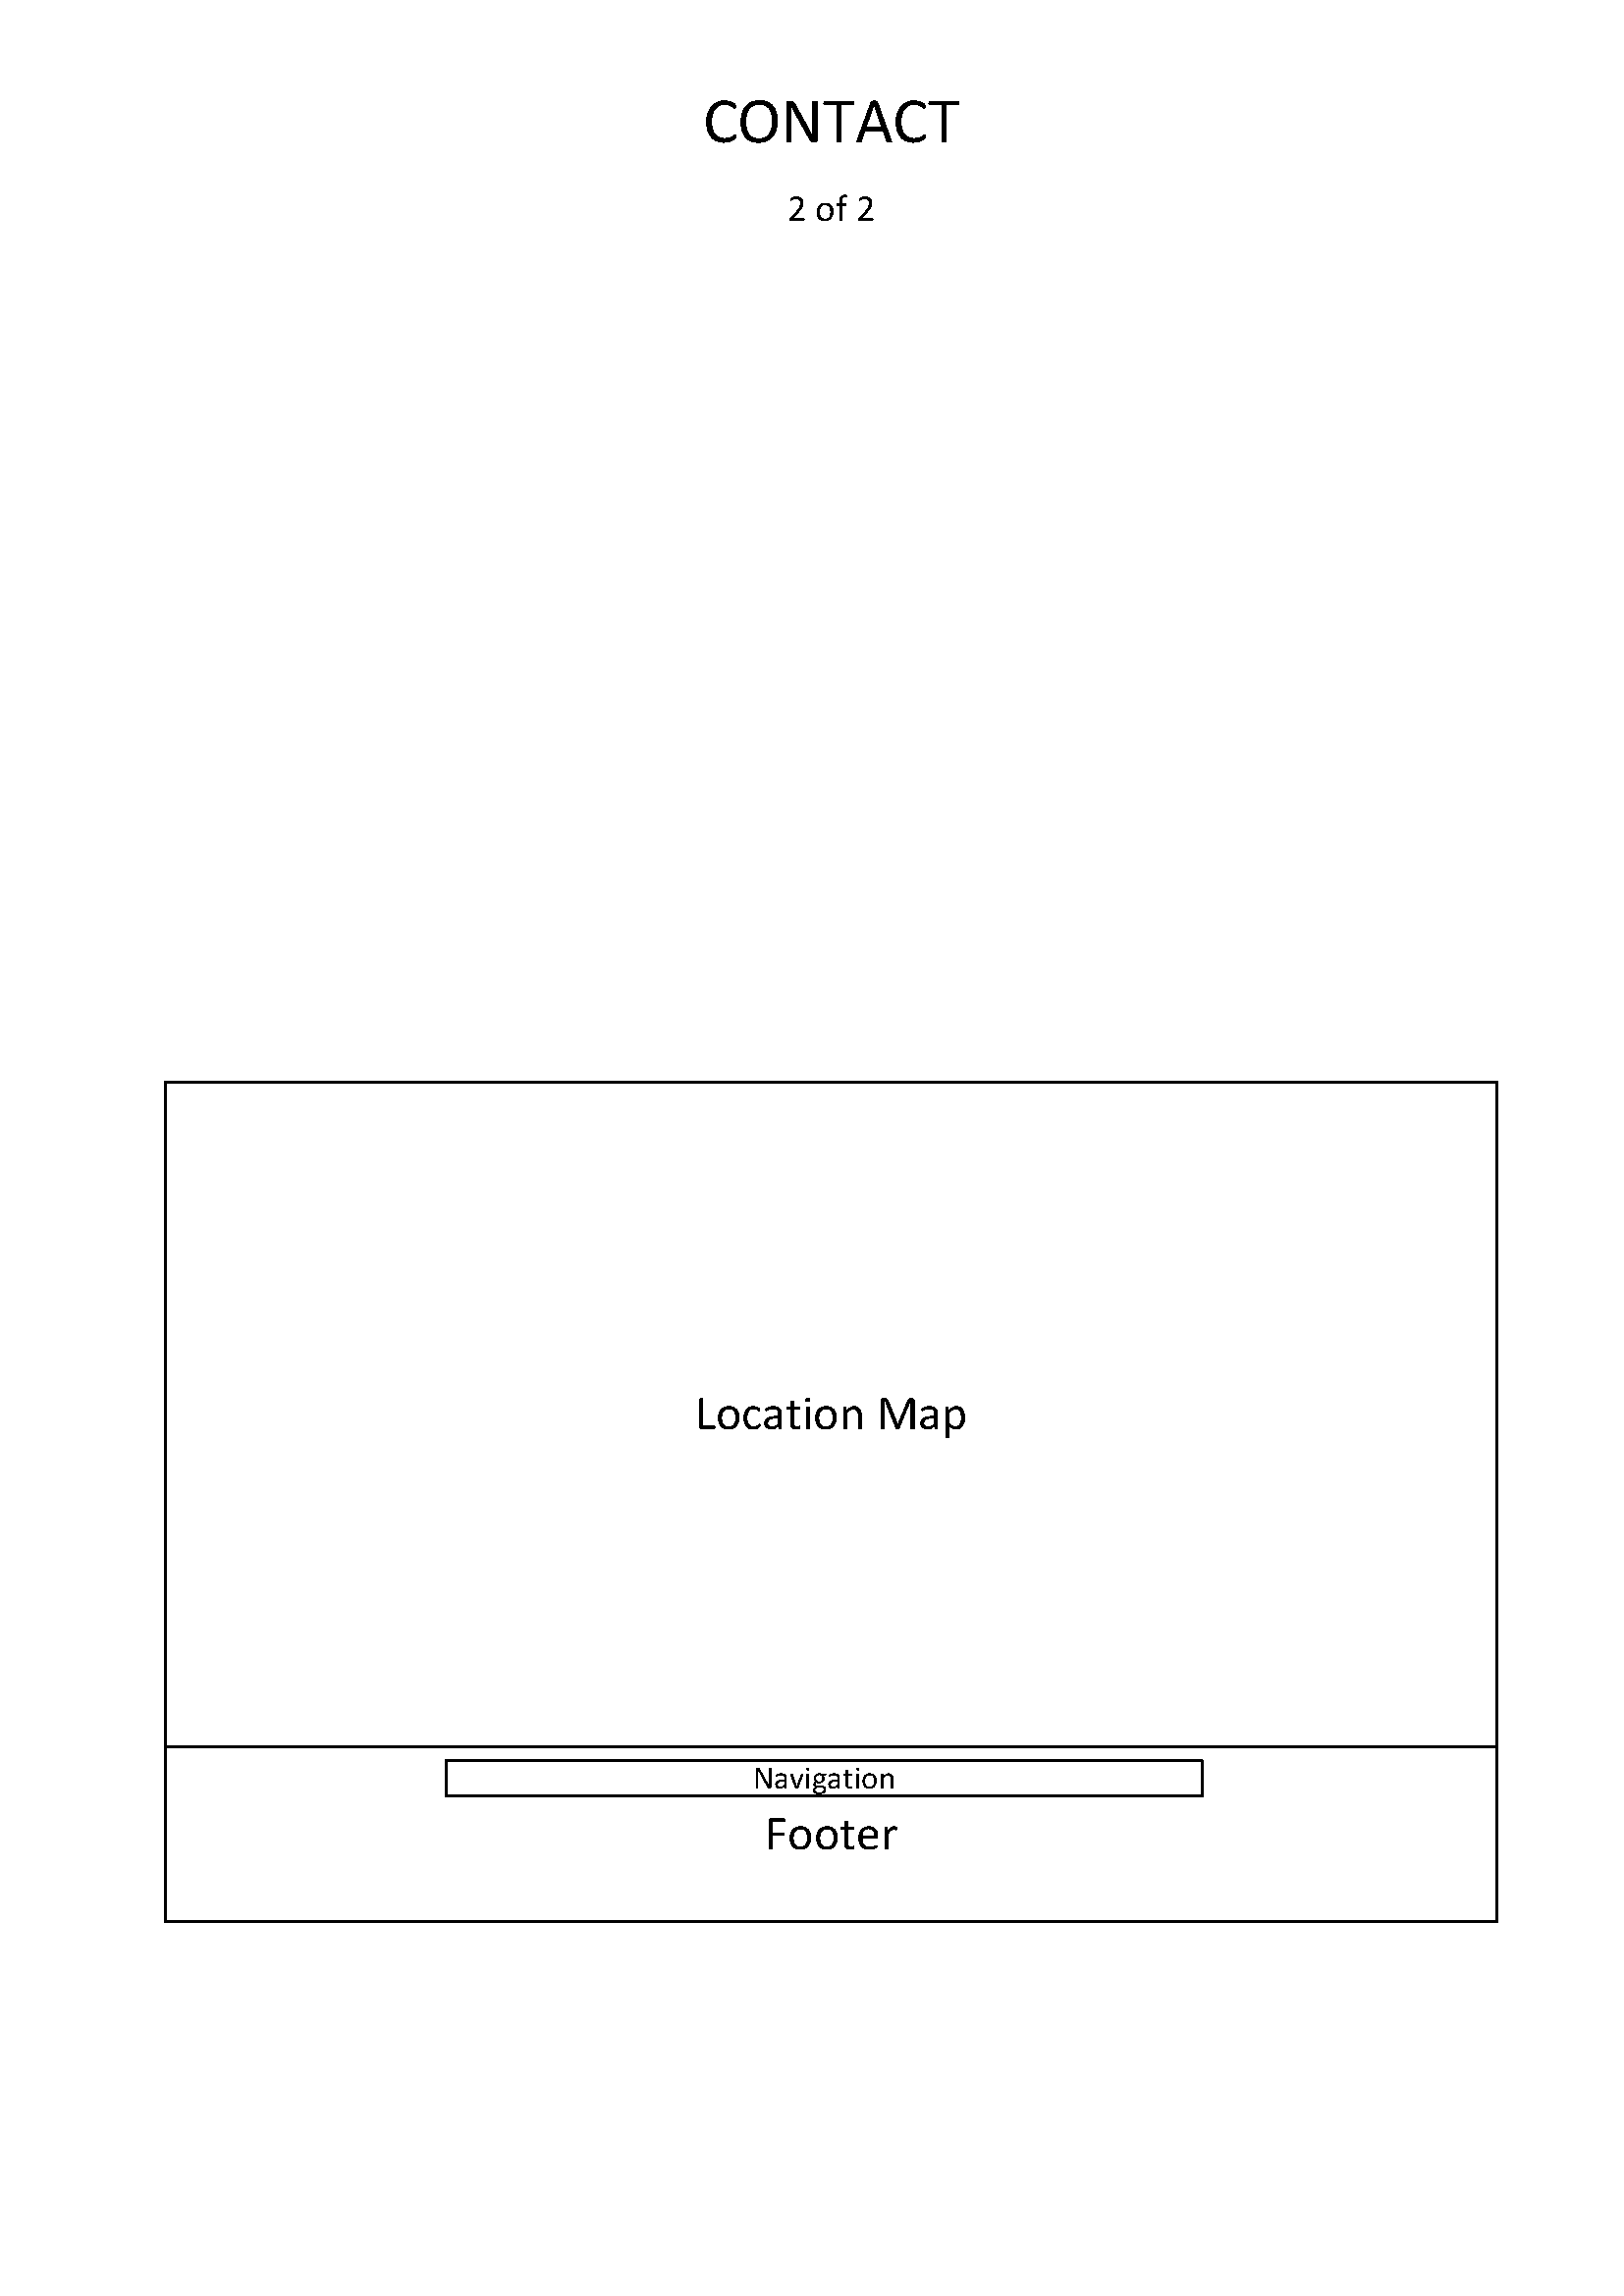 CONTACT
2 of 2
Location Map
Navigation
Footer